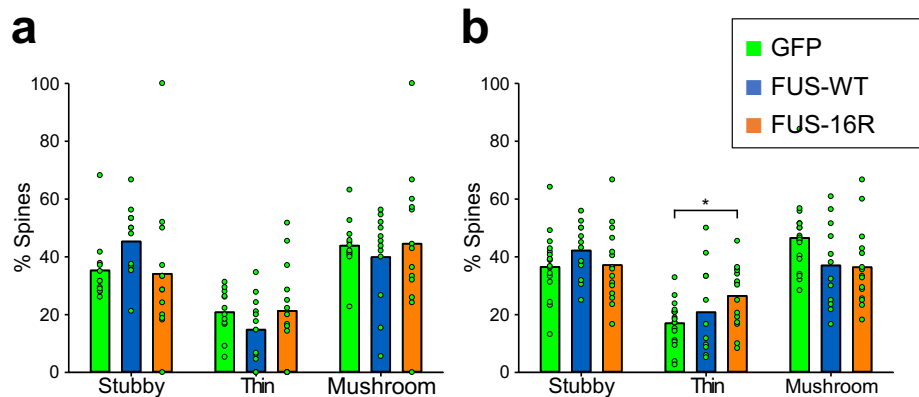 a
b
GFP
FUS-WT
FUS-16R
% Spines
100
80
60
40
20
0
Stubby
Thin
Mushroom
% Spines
100
80
60
40
20
0
*
Stubby
Thin
Mushroom